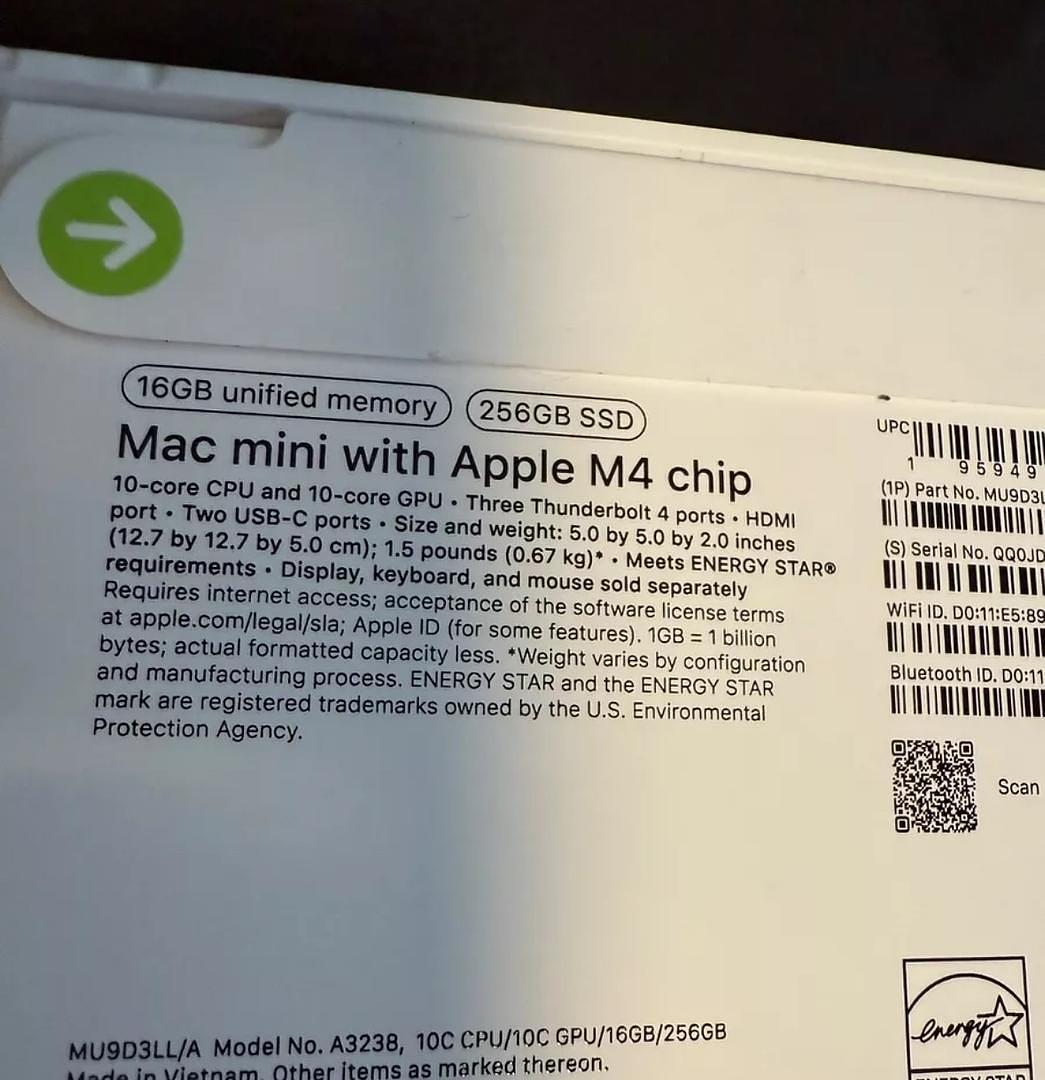 16GB unified memory 256GB SSD
Mac mini with Apple M4 chip
10-core CPU and 10-core GPU • Three Thunderbolt 4 ports • HDMI
port • Two USB-C ports • Size and weight: 5.0 by 5.0 by 2.0 inches
(12.7 by 12.7 by 5.0 cm); 1.5 pounds (0.67 kg)* • Meets ENERGY STAR®
requirements • Display, keyboard, and mouse sold separately
Requires internet access; acceptance of the software license terms
at apple.com/legal/sla; Apple ID (for some features). 1GB = 1 billion
bytes; actual formatted capacity less. *Weight varies by configuration
and manufacturing process. ENERGY STAR and the ENERGY STAR
mark are registered trademarks owned by the U.S. Environmental
Protection Agency.
UPC
1 95949
(1P) Part No. MU9D3L
(S) Serial No. QQ0JD
WiFi ID. D0:11:E5:89
Bluetooth ID. D0:11
Scan
energy
ENERGY STAR
MU9D3LL/A Model No. A3238, 10C CPU/10C GPU/16GB/256GB
Made in Vietnam. Other items as marked thereon.